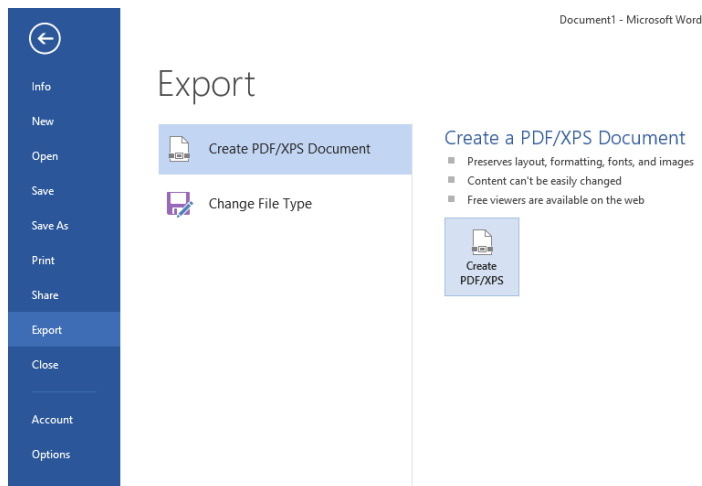 Document1 - Microsoft Word
Info
New
Open
Save
Save As
Print
Share
Export
Close
Account
Options
Export
Create PDF/XPS Document
Change File Type
Create a PDF/XPS Document
Preserves layout, formatting, fonts, and images
Content can't be easily changed
Free viewers are available on the web
Create
PDF/XPS